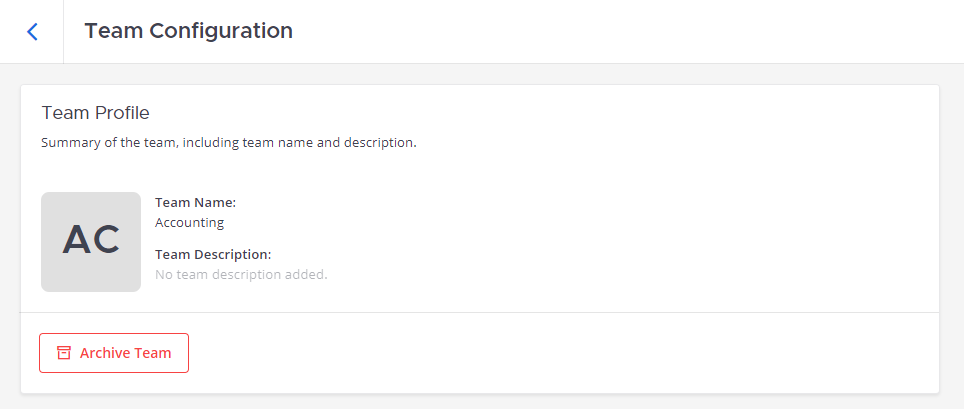 Team Configuration
Team Profile
Summary of the team, including team name and description.
AC
Team Name:
Accounting
Team Description:
No team description added.
Archive Team